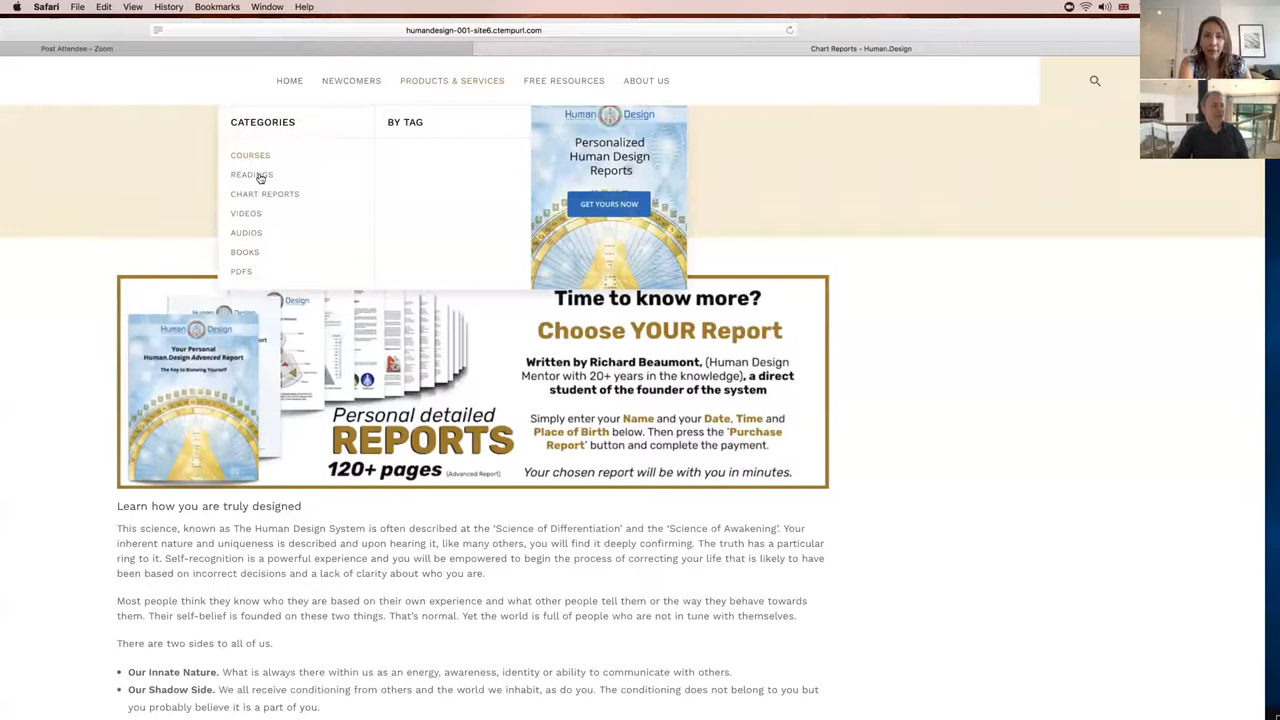 Safari File Edit View History Bookmarks Window Help
humandesign-001-site6.ctempurl.com
Post Attendee - Zoom
Chart Reports - Human.Design
HOME NEWCOMERS PRODUCTS & SERVICES FREE RESOURCES ABOUT US
CATEGORIES
BY TAG
COURSES
READINGS
CHART REPORTS
VIDEOS
AUDIOS
BOOKS
PDFS
Human Design
Personalized
Human Design
Reports
GET YOURS NOW
Human Design
Your Personal
Human.Design Advanced Report
The Key to Knowing Yourself
Personal detailed
REPORTS
120+ pages (Advanced Report)
Time to know more?
Choose YOUR Report
Written by Richard Beaumont, (Human Design
Mentor with 20+ years in the knowledge), a direct
student of the founder of the system
Simply enter your Name and your Date, Time and
Place of Birth below. Then press the 'Purchase
Report' button and complete the payment.
Your chosen report will be with you in minutes.
Learn how you are truly designed
This science, known as The Human Design System is often described at the ‘Science of Differentiation’ and the ‘Science of Awakening’. Your
inherent nature and uniqueness is described and upon hearing it, like many others, you will find it deeply confirming. The truth has a particular
ring to it. Self-recognition is a powerful experience and you will be empowered to begin the process of correcting your life that is likely to have
been based on incorrect decisions and a lack of clarity about who you are.
Most people think they know who they are based on their own experience and what other people tell them or the way they behave towards
them. Their self-belief is founded on these two things. That’s normal. Yet the world is full of people who are not in tune with themselves.
There are two sides to all of us.
• Our Innate Nature. What is always there within us as an energy, awareness, identity or ability to communicate with others.
• Our Shadow Side. We all receive conditioning from others and the world we inhabit, as do you. The conditioning does not belong to you but
you probably believe it is a part of you.